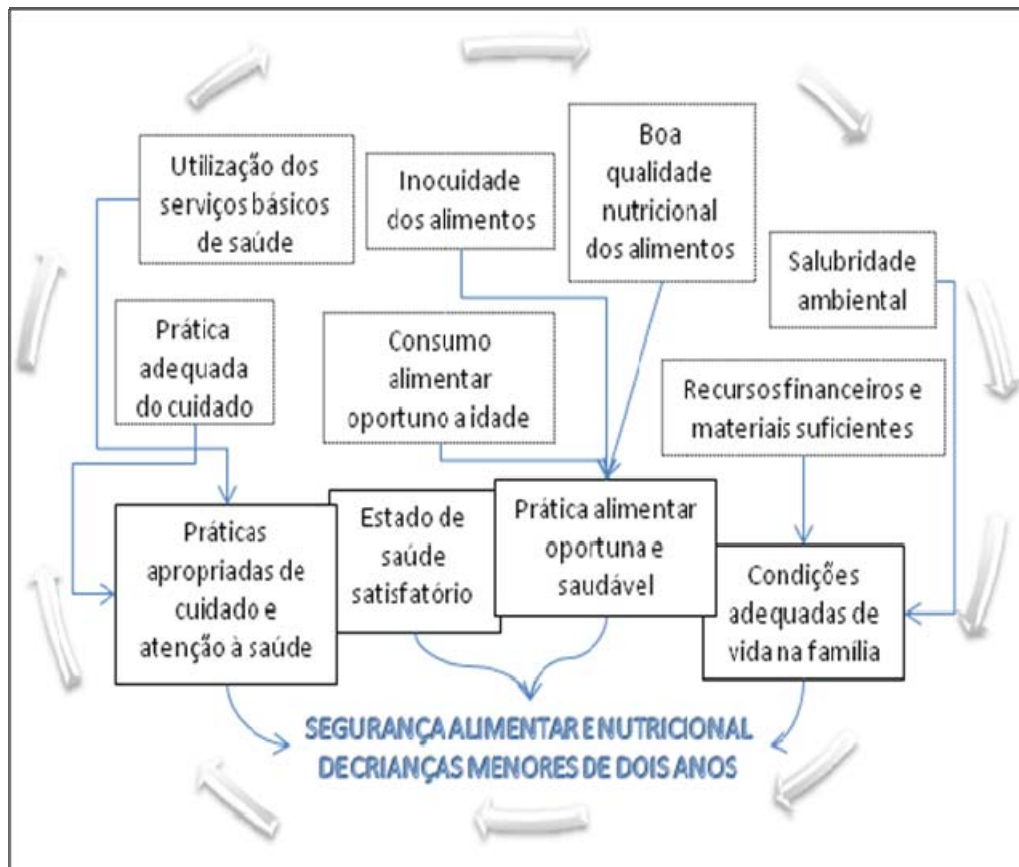 Utilização dos
serviços básicos
de saúde
Inocuidade
dos alimentos
Boa
qualidade
nutricional
dos alimentos
Salubridade
ambiental
Prática
adequada
do cuidado
Consumo
alimentar
oportuno a idade
Recursos financeiros e
materiais suficientes
Práticas
apropriadas de
cuidado e
atenção à saúde
Estado de
saúde
satisfatório
Prática alimentar
oportuna e
saudável
Condições
adequadas de
vida na família
SEGURANÇA ALIMENTAR E NUTRICIONAL
DE CRIANÇAS MENORES DE DOIS ANOS